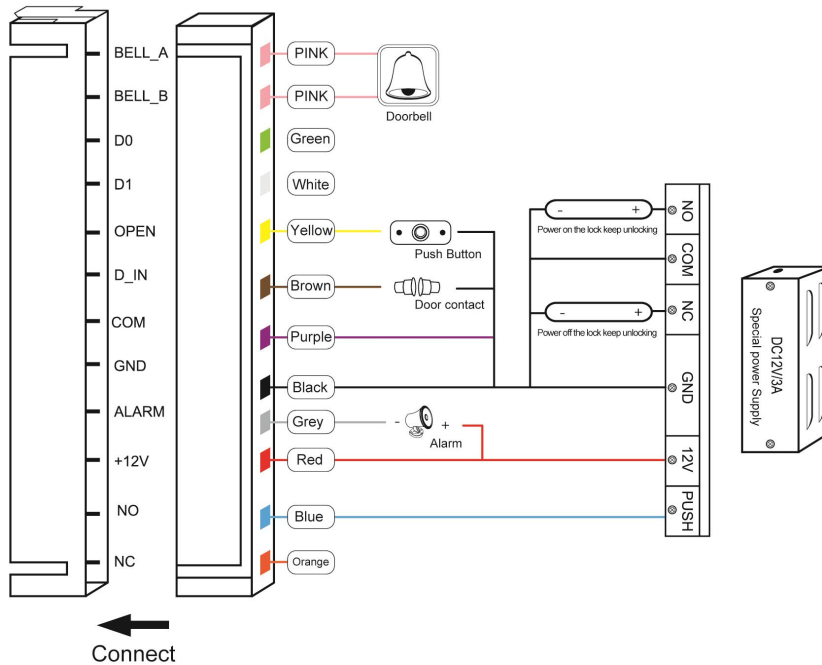 BELL_A
BELL_B
D0
D1
OPEN
D_IN
COM
GND
ALARM
+12V
NO
NC
Connect
PINK
PINK
Green
White
Yellow
Brown
Purple
Black
Grey
Red
Blue
Orange
Doorbell
Push Button
Door contact
- +
Alarm
- +
Power on the lock keep unlocking
- +
Power off the lock keep unlocking
NO
COM
NC
GND
12V
PUSH
DC12V/3A
Special power Supply